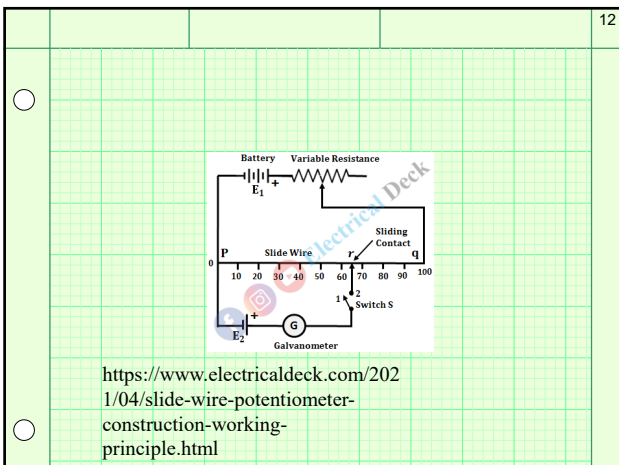 12
Battery Variable Resistance
E1 +
Electrical Deck
Sliding
Contact
P Slide Wire r q
0 10 20 30 40 50 60 70 80 90 100
1 2
Switch S
+
E2 G
Galvanometer
https://www.electricaldeck.com/202
1/04/slide-wire-potentiometer-
construction-working-
principle.html